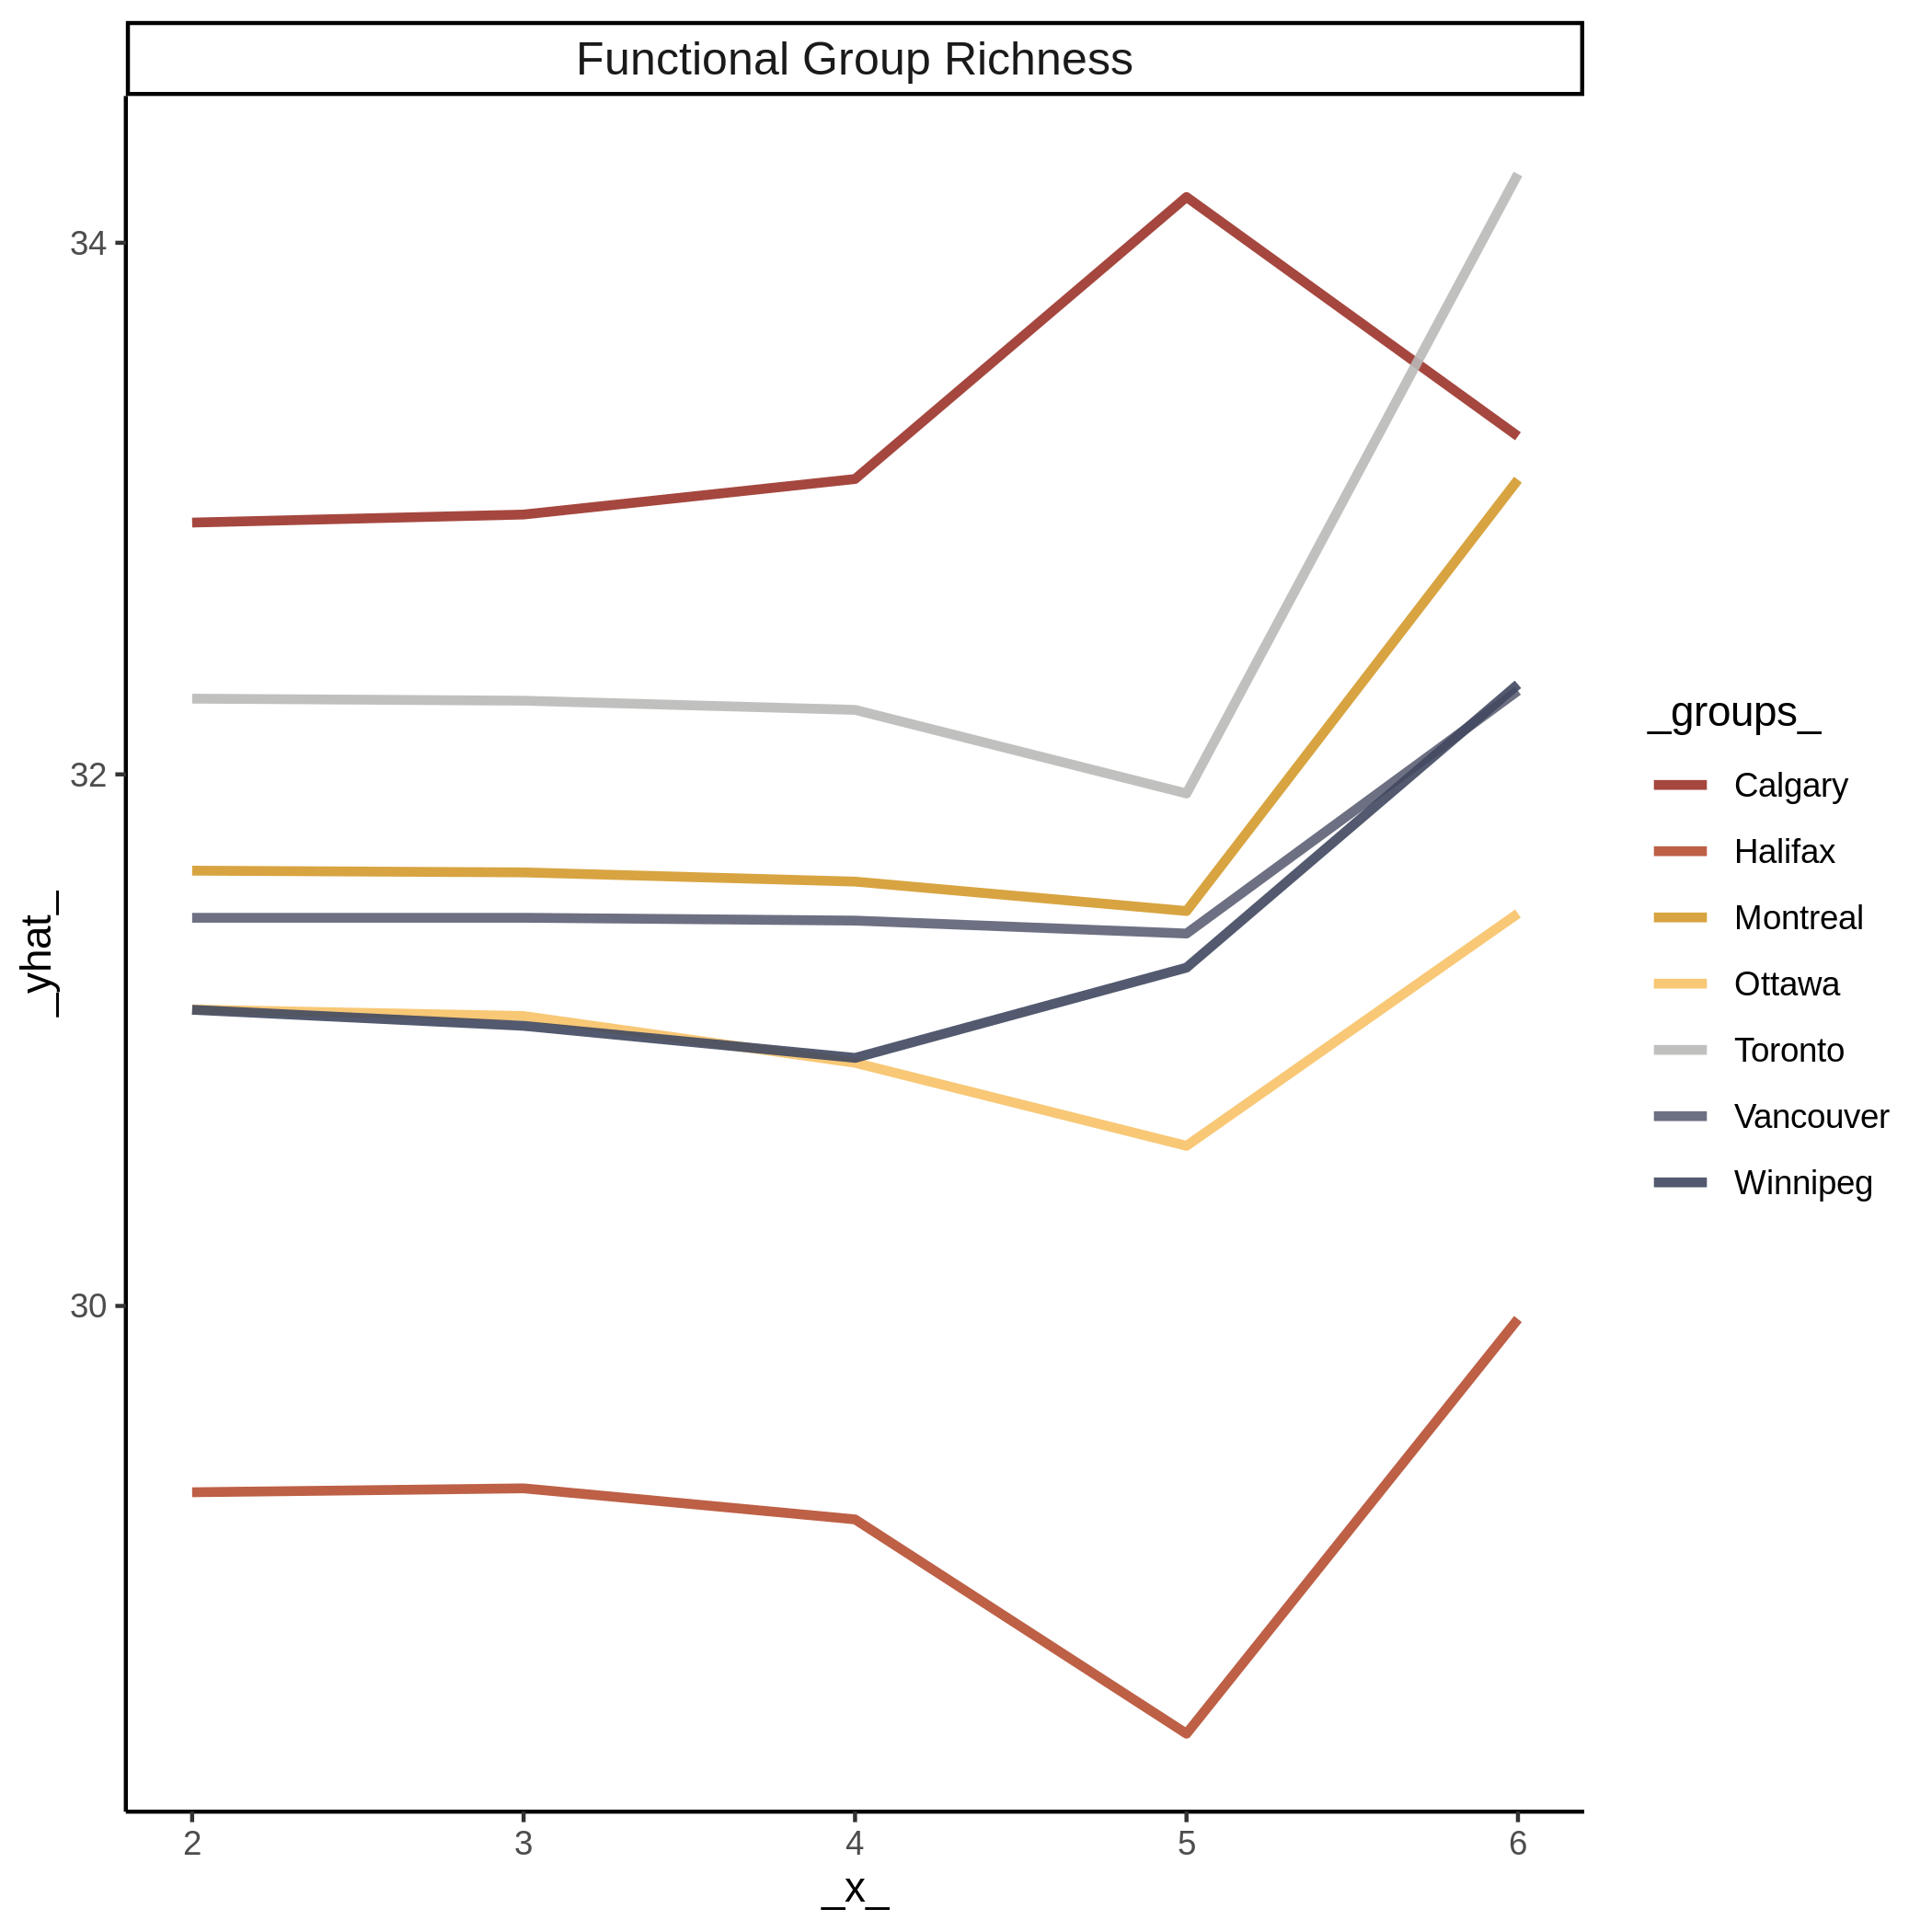 Functional Group Richness
34
32
30
_yhat_
2 3 4 5 6
_x_
_groups_
Calgary
Halifax
Montreal
Ottawa
Toronto
Vancouver
Winnipeg